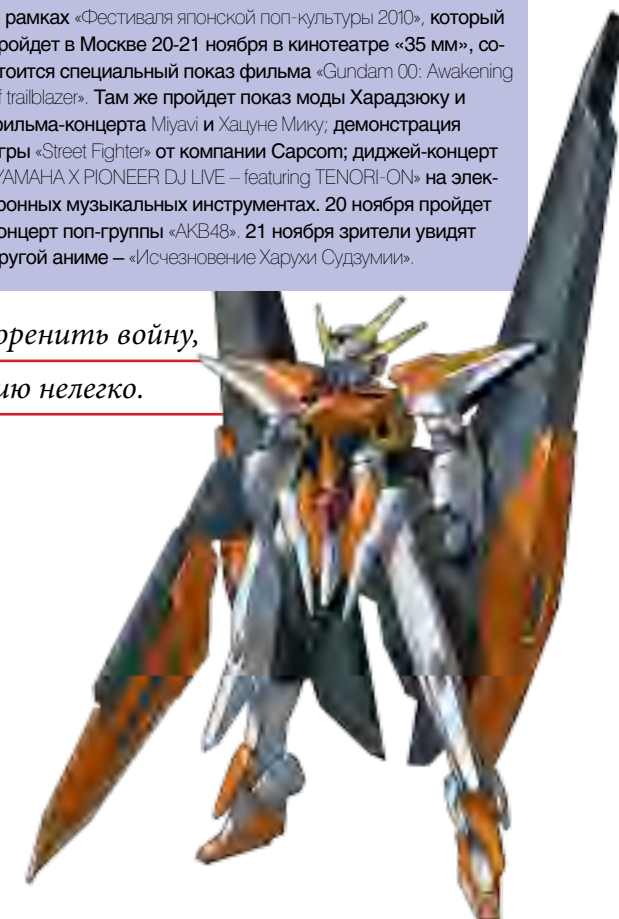 рамках «Фестиваля японской поп-культуры 2010», который
ройдет в Москве 20-21 ноября в кинотеатре «35 мм», со-
тоится специальный показ фильма «Gundam 00: Awakening
f trailblazer». Там же пройдет показ моды Харадзюку и
ильма-концерта Miyavi и Хацуне Мику; демонстрация
гры «Street Fighter» от компании Capcom; диджей-концерт
YAMAHA X PIONEER DJ LIVE – featuring TENORI-ON» на элек-
ронных музыкальных инструментах. 20 ноября пройдет
онцерт поп-группы «AKB48». 21 ноября зрители увидят
ругой аниме – «Исчезновение Харухи Судзумии».
оренить войну,
ию нелегко.